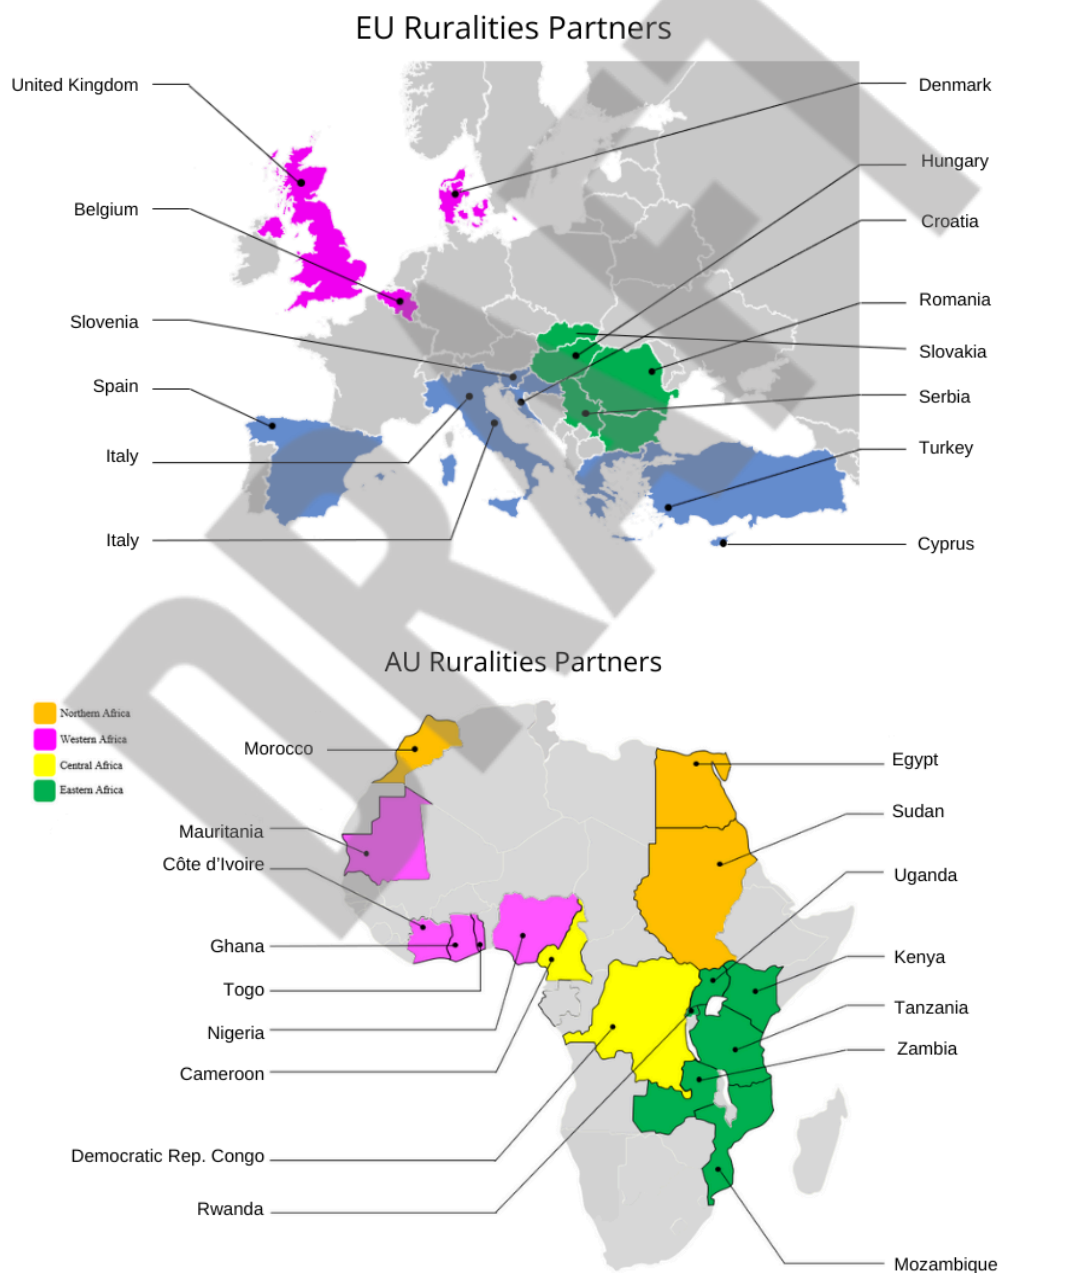 EU Ruralities Partners
United Kingdom
Denmark
Hungary
Belgium
Croatia
Romania
Slovenia
Slovakia
Spain
Serbia
Turkey
Italy
Italy
Cyprus
AU Ruralities Partners
Northern Africa
Western Africa
Central Africa
Eastern Africa
Morocco
Egypt
Sudan
Mauritania
Côte d’Ivoire
Uganda
Ghana
Kenya
Togo
Tanzania
Nigeria
Zambia
Cameroon
Democratic Rep. Congo
Rwanda
Mozambique
DRAFT